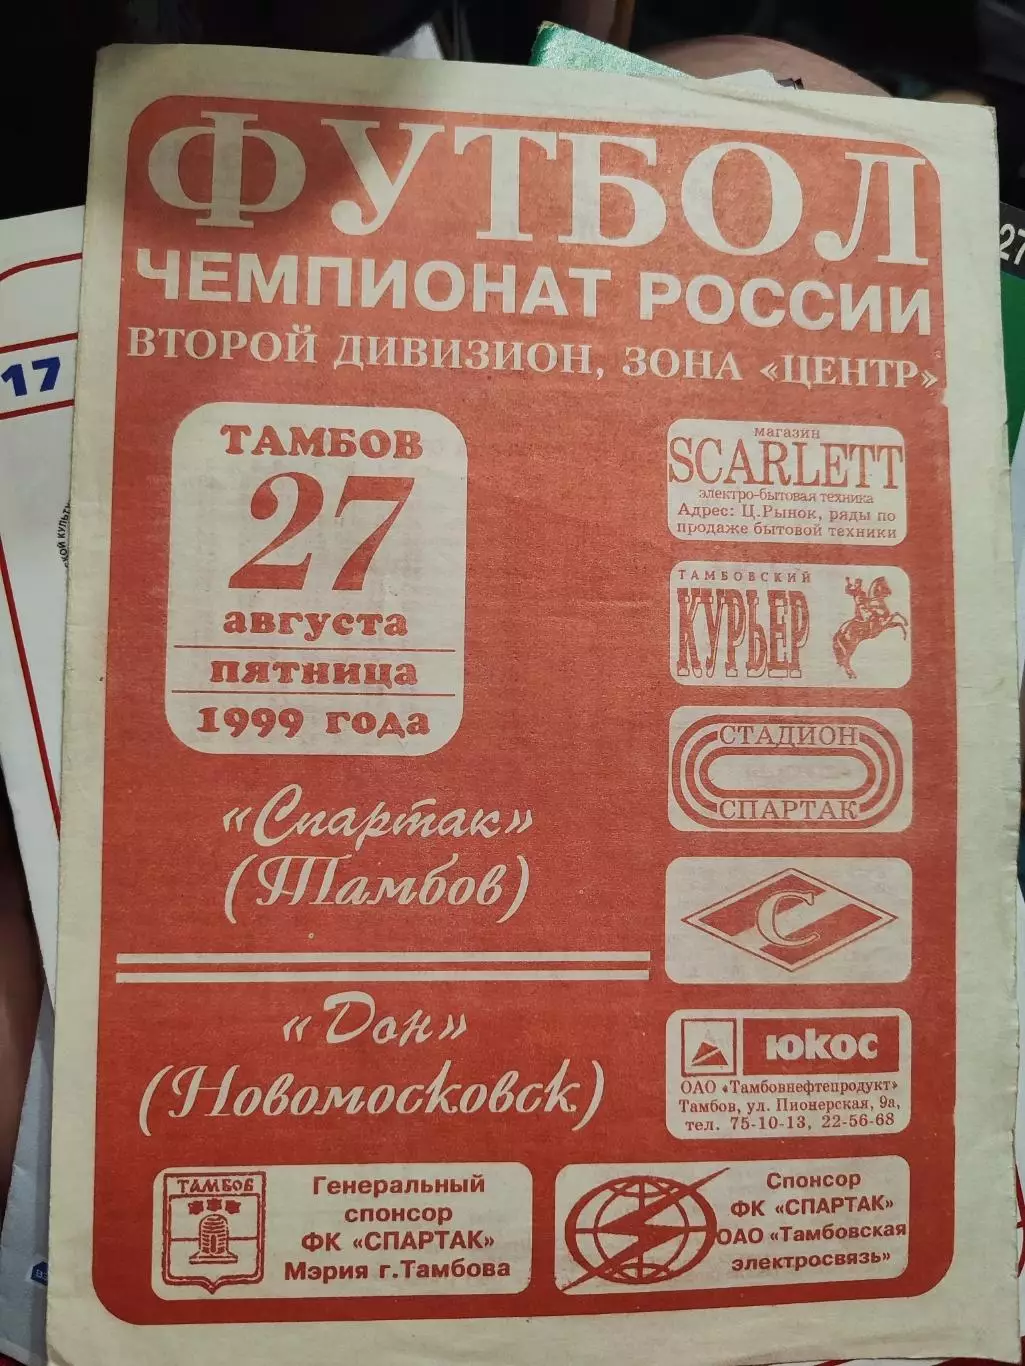 ФУТБОЛ
ЧЕМПИОНАТ РОССИИ
ВТОРОЙ ДИВИЗИОН, ЗОНА «ЦЕНТР»
ТАМБОВ
27
августа
пятница
1999 года
«Спартак»
(Тамбов)
«Дон»
(Новомосковск)
магазин
SCARLETT
электро-бытовая техника
Адрес: Ц.Рынок, ряды по
продаже бытовой техники
ТАМБОВСКИЙ
КУРЬЕР
СТАДИОН
СПАРТАК
С
ЮКОС
ОАО «Тамбовнефтепродукт»
Тамбов, ул. Пионерская, 9а,
тел. 75-10-13, 22-56-68
ТАМБОВ
Генеральный
спонсор
ФК «СПАРТАК»
Мэрия г.Тамбова
Спонсор
ФК «СПАРТАК»
ОАО «Тамбовская
электросвязь»
17
27